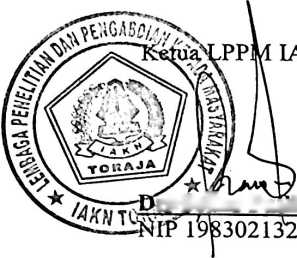 Ketua LPPM IA
LEMBAGA PENELITIAN DAN PENGABDIAN MASYARAKAT
IAKN
TORAJA
IAKN TO
D
NIP 198302132